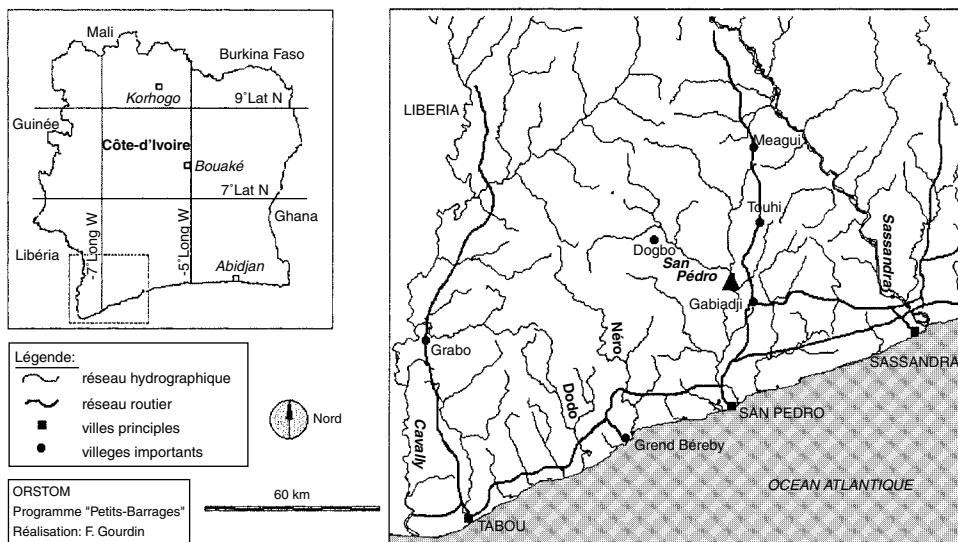 Mali
Burkina Faso
Korhogo
9°Lat N
Guinée
Côte-d'Ivoire
Bouaké
7°Lat N
Ghana
-7°Long W
-5°Long W
Libéria
Abidjan
Légende:
réseau hydrographique
réseau routier
villes principles
villeges importants
Nord
ORSTOM
Programme "Petits-Barrages"
Réalisation: F. Gourdin
60 km
LIBERIA
Meagui
Touhi
Sassandra
Dogbo
San
Pédro
Gabiadji
Néro
Grabo
SASSANDRA
Dodo
SAN PEDRO
Cavally
Grend Béreby
OCEAN ATLANTIQUE
TABOU